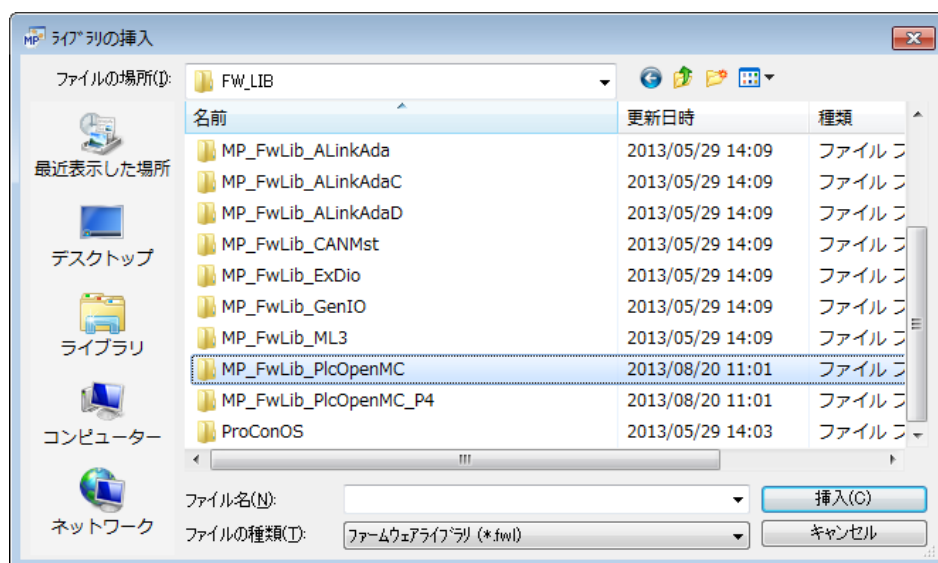 MP ﾗｲﾌﾞﾗﾘの挿入
ファイルの場所(I): FW_LIB
名前 更新日時 種類
MP_FwLib_ALinkAda 2013/05/29 14:09 ファイル フ
MP_FwLib_ALinkAdaC 2013/05/29 14:09 ファイル フ
MP_FwLib_ALinkAdaD 2013/05/29 14:09 ファイル フ
MP_FwLib_CANMst 2013/05/29 14:09 ファイル フ
MP_FwLib_ExDio 2013/05/29 14:09 ファイル フ
MP_FwLib_GenIO 2013/05/29 14:09 ファイル フ
MP_FwLib_ML3 2013/05/29 14:09 ファイル フ
MP_FwLib_PlcOpenMC 2013/08/20 11:01 ファイル フ
MP_FwLib_PlcOpenMC_P4 2013/08/20 11:01 ファイル フ
ProConOS 2013/05/29 14:03 ファイル フ
最近表示した場所
デスクトップ
ライブラリ
コンピューター
ネットワーク
ファイル名(N): 挿入(C)
ファイルの種類(T): ﾌｧｰﾑｳｪｱﾗｲﾌﾞﾗﾘ (*.fwl) キャンセル